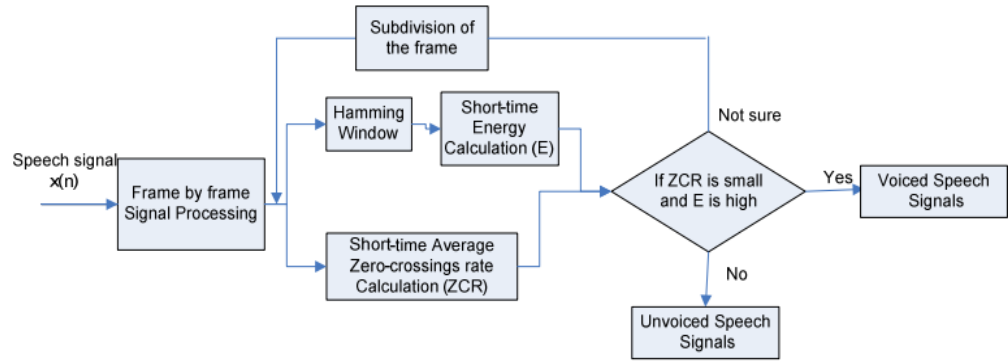 Subdivision of
the frame
Hamming
Window
Short-time
Energy
Calculation (E)
Not sure
Speech signal
x(n)
Frame by frame
Signal Processing
If ZCR is small
and E is high
Yes
Voiced Speech
Signals
Short-time Average
Zero-crossings rate
Calculation (ZCR)
No
Unvoiced Speech
Signals